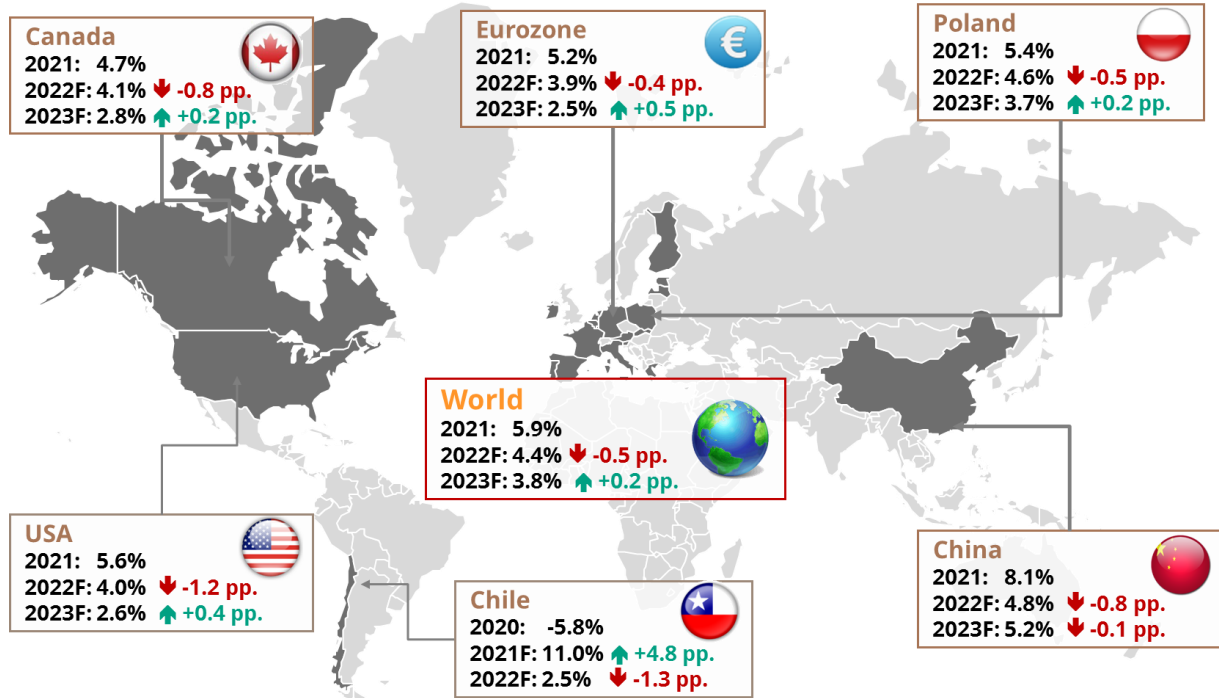 Canada
2021: 4.7%
2022F: 4.1% -0.8 pp.
2023F: 2.8% +0.2 pp.
Eurozone
2021: 5.2%
2022F: 3.9% -0.4 pp.
2023F: 2.5% +0.5 pp.
€
Poland
2021: 5.4%
2022F: 4.6% -0.5 pp.
2023F: 3.7% +0.2 pp.
World
2021: 5.9%
2022F: 4.4% -0.5 pp.
2023F: 3.8% +0.2 pp.
USA
2021: 5.6%
2022F: 4.0% -1.2 pp.
2023F: 2.6% +0.4 pp.
Chile
2020: -5.8%
2021F: 11.0% +4.8 pp.
2022F: 2.5% -1.3 pp.
China
2021: 8.1%
2022F: 4.8% -0.8 pp.
2023F: 5.2% -0.1 pp.